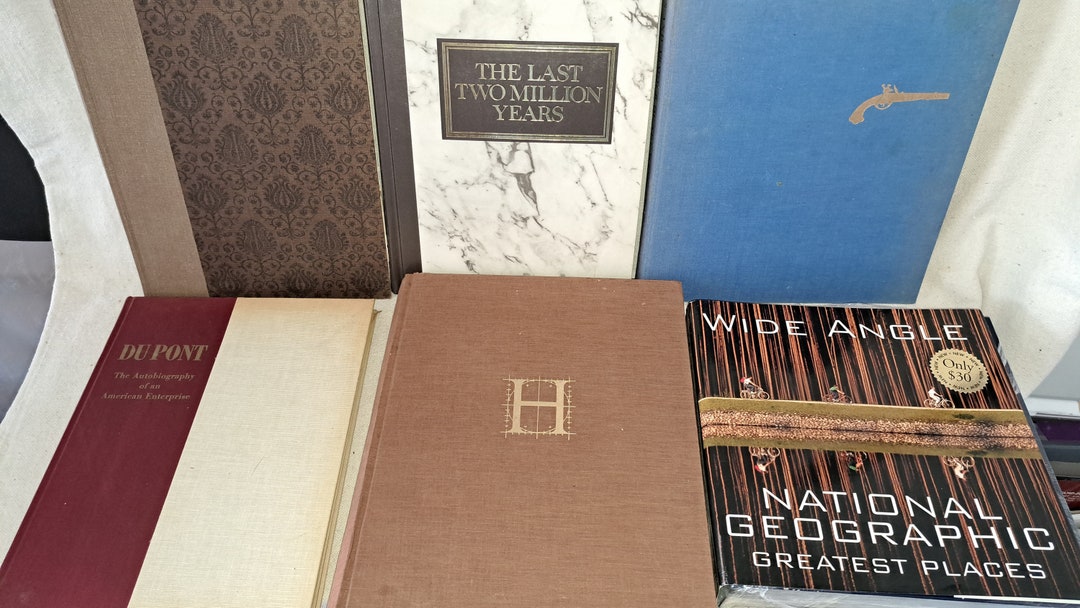 THE LAST
TWO MILLION
YEARS
DU PONT
The Autobiography
of an
American Enterprise
H
WIDE ANGLE
Only
$30
NATIONAL
GEOGRAPHIC
GREATEST PLACES